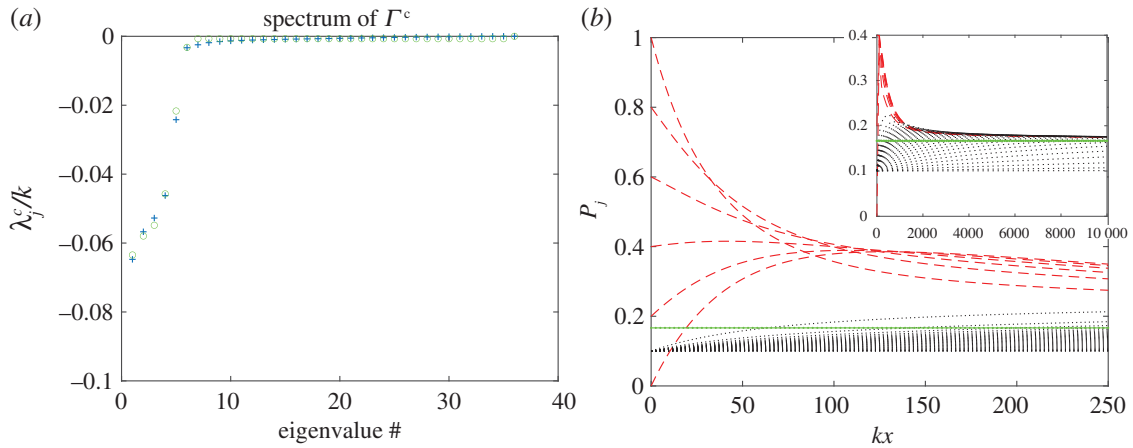 (a)
spectrum of Γᶜ
0
–0.02
–0.04
–0.06
–0.08
–0.1
λⱼᶜ/k
0 10 20 30 40
eigenvalue #
(b)
1
0.8
0.6
0.4
0.2
0
Pⱼ
0 50 100 150 200 250
kx
0.4
0.3
0.2
0.1
0
0 2000 4000 6000 8000 10 000